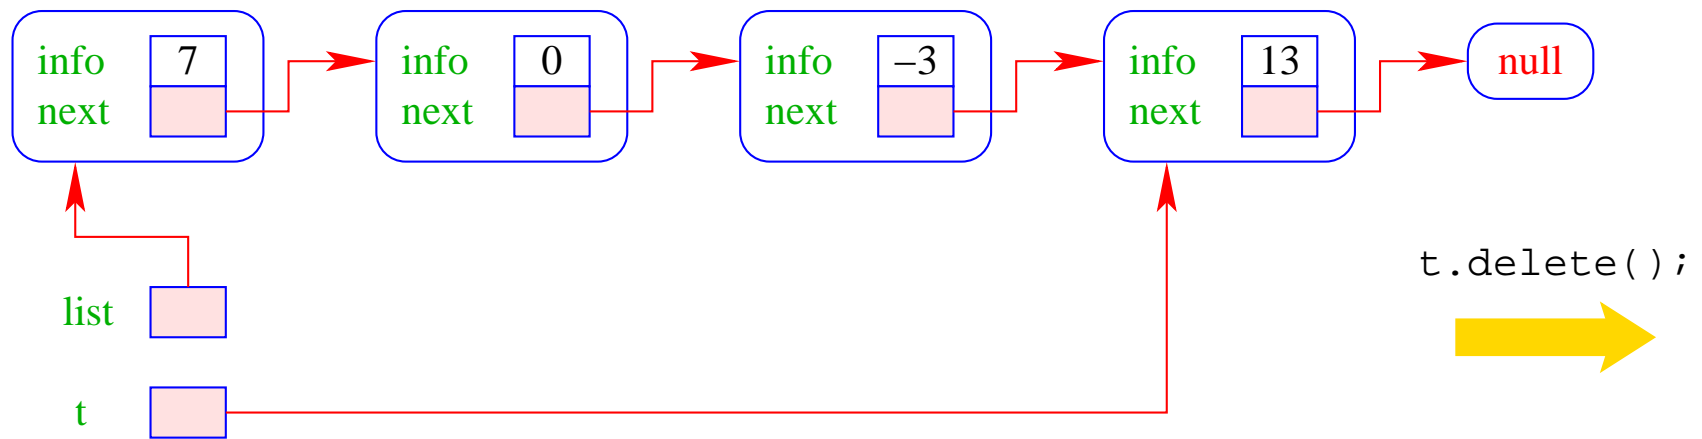 info 7 info 0 info −3 info 13 null
next next next next
t.delete();
list
t